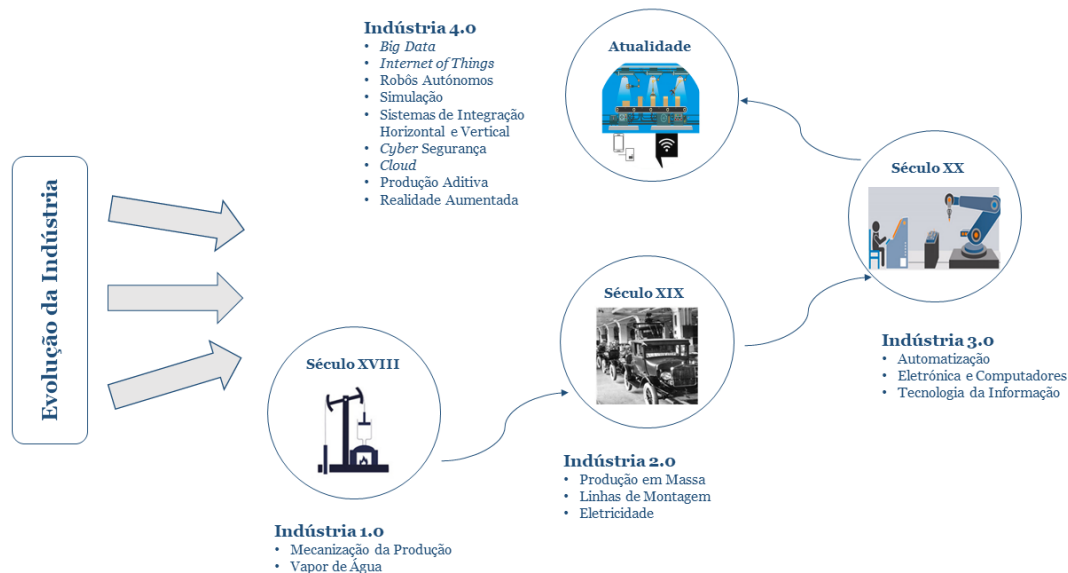 Evolução da Indústria
Indústria 4.0
• Big Data
• Internet of Things
• Robôs Autónomos
• Simulação
• Sistemas de Integração
Horizontal e Vertical
• Cyber Segurança
• Cloud
• Produção Aditiva
• Realidade Aumentada
Atualidade
Século XX
Indústria 3.0
• Automatização
• Eletrónica e Computadores
• Tecnologia da Informação
Século XIX
Indústria 2.0
• Produção em Massa
• Linhas de Montagem
• Eletricidade
Século XVIII
Indústria 1.0
• Mecanização da Produção
• Vapor de Água